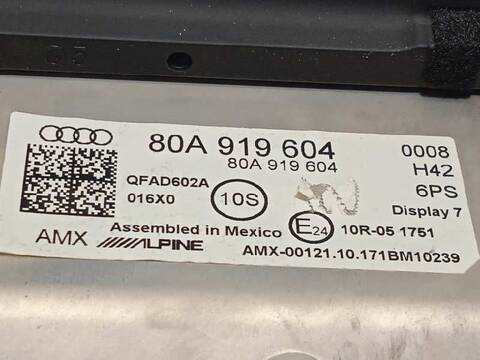 80A 919 604
80A 919 604
0008
H42
6PS
Display 7
QFAD602A
016X0
10S
Assembled in Mexico
E24
10R-05 1751
AMX ALPINE
AMX-00121.10.171BM10239